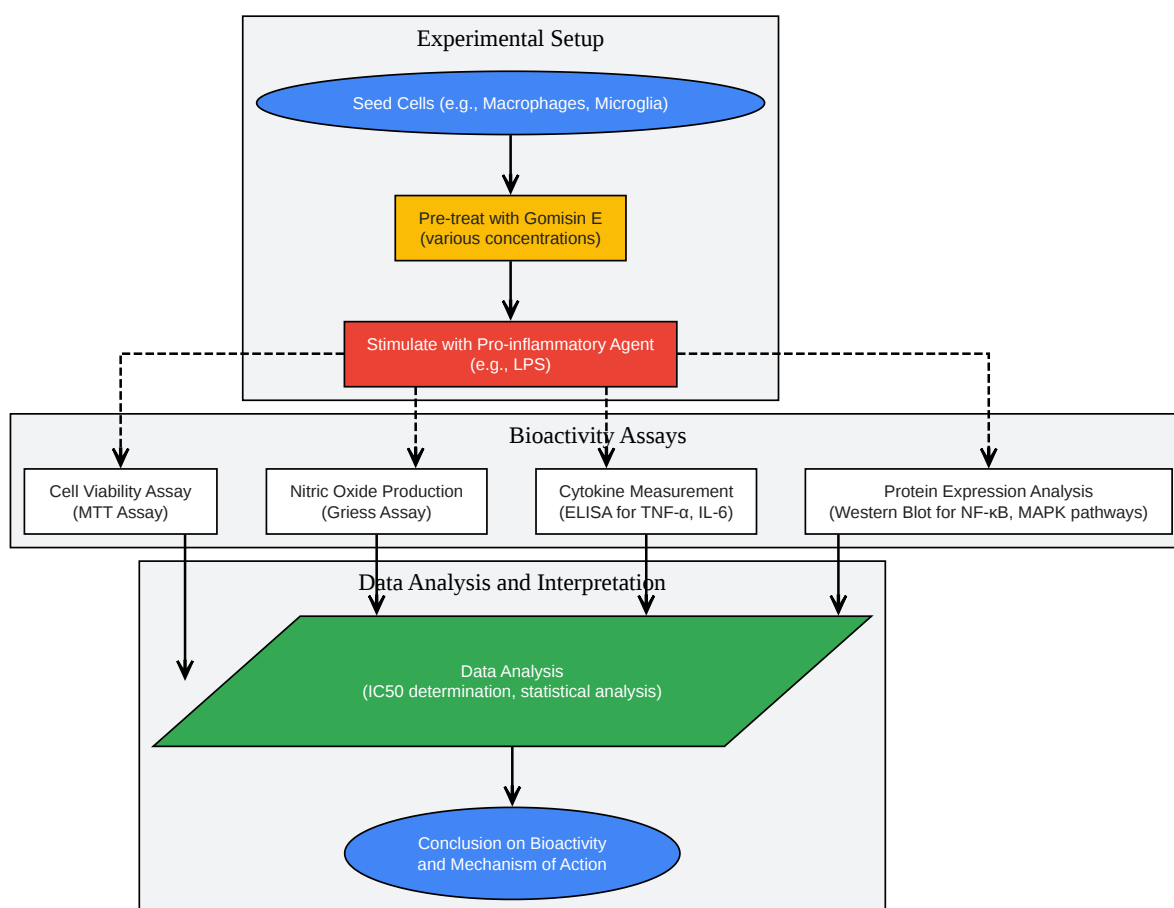 Experimental Setup
Seed Cells (e.g., Macrophages, Microglia)
Pre-treat with Gomisin E
(various concentrations)
Stimulate with Pro-inflammatory Agent
(e.g., LPS)
Bioactivity Assays
Cell Viability Assay
(MTT Assay)
Nitric Oxide Production
(Griess Assay)
Cytokine Measurement
(ELISA for TNF-α, IL-6)
Protein Expression Analysis
(Western Blot for NF-κB, MAPK pathways)
Data Analysis and Interpretation
Data Analysis
(IC50 determination, statistical analysis)
Conclusion on Bioactivity
and Mechanism of Action